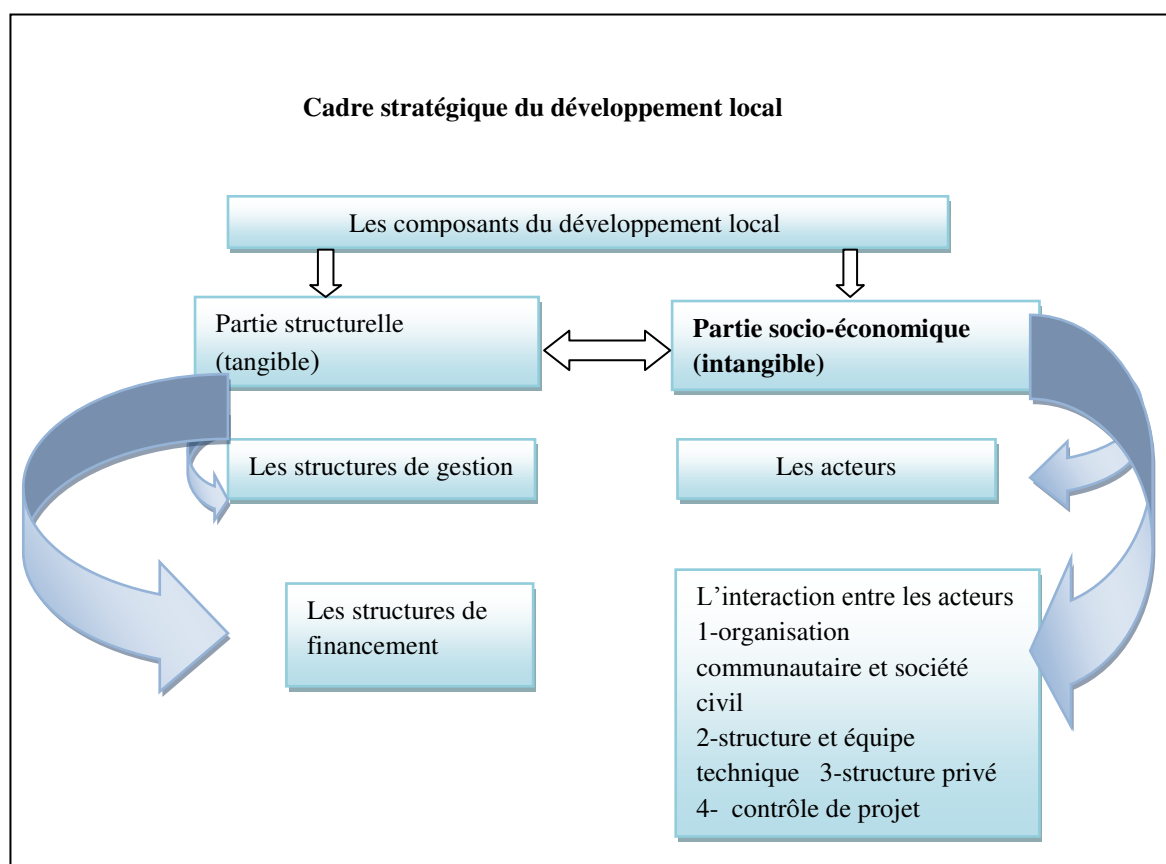 Cadre stratégique du développement local
Les composants du développement local
Partie structurelle
(tangible)
Partie socio-économique
(intangible)
Les structures de gestion
Les acteurs
Les structures de
financement
L’interaction entre les acteurs
1-organisation
communautaire et société
civil
2-structure et équipe
technique 3-structure privé
4- contrôle de projet